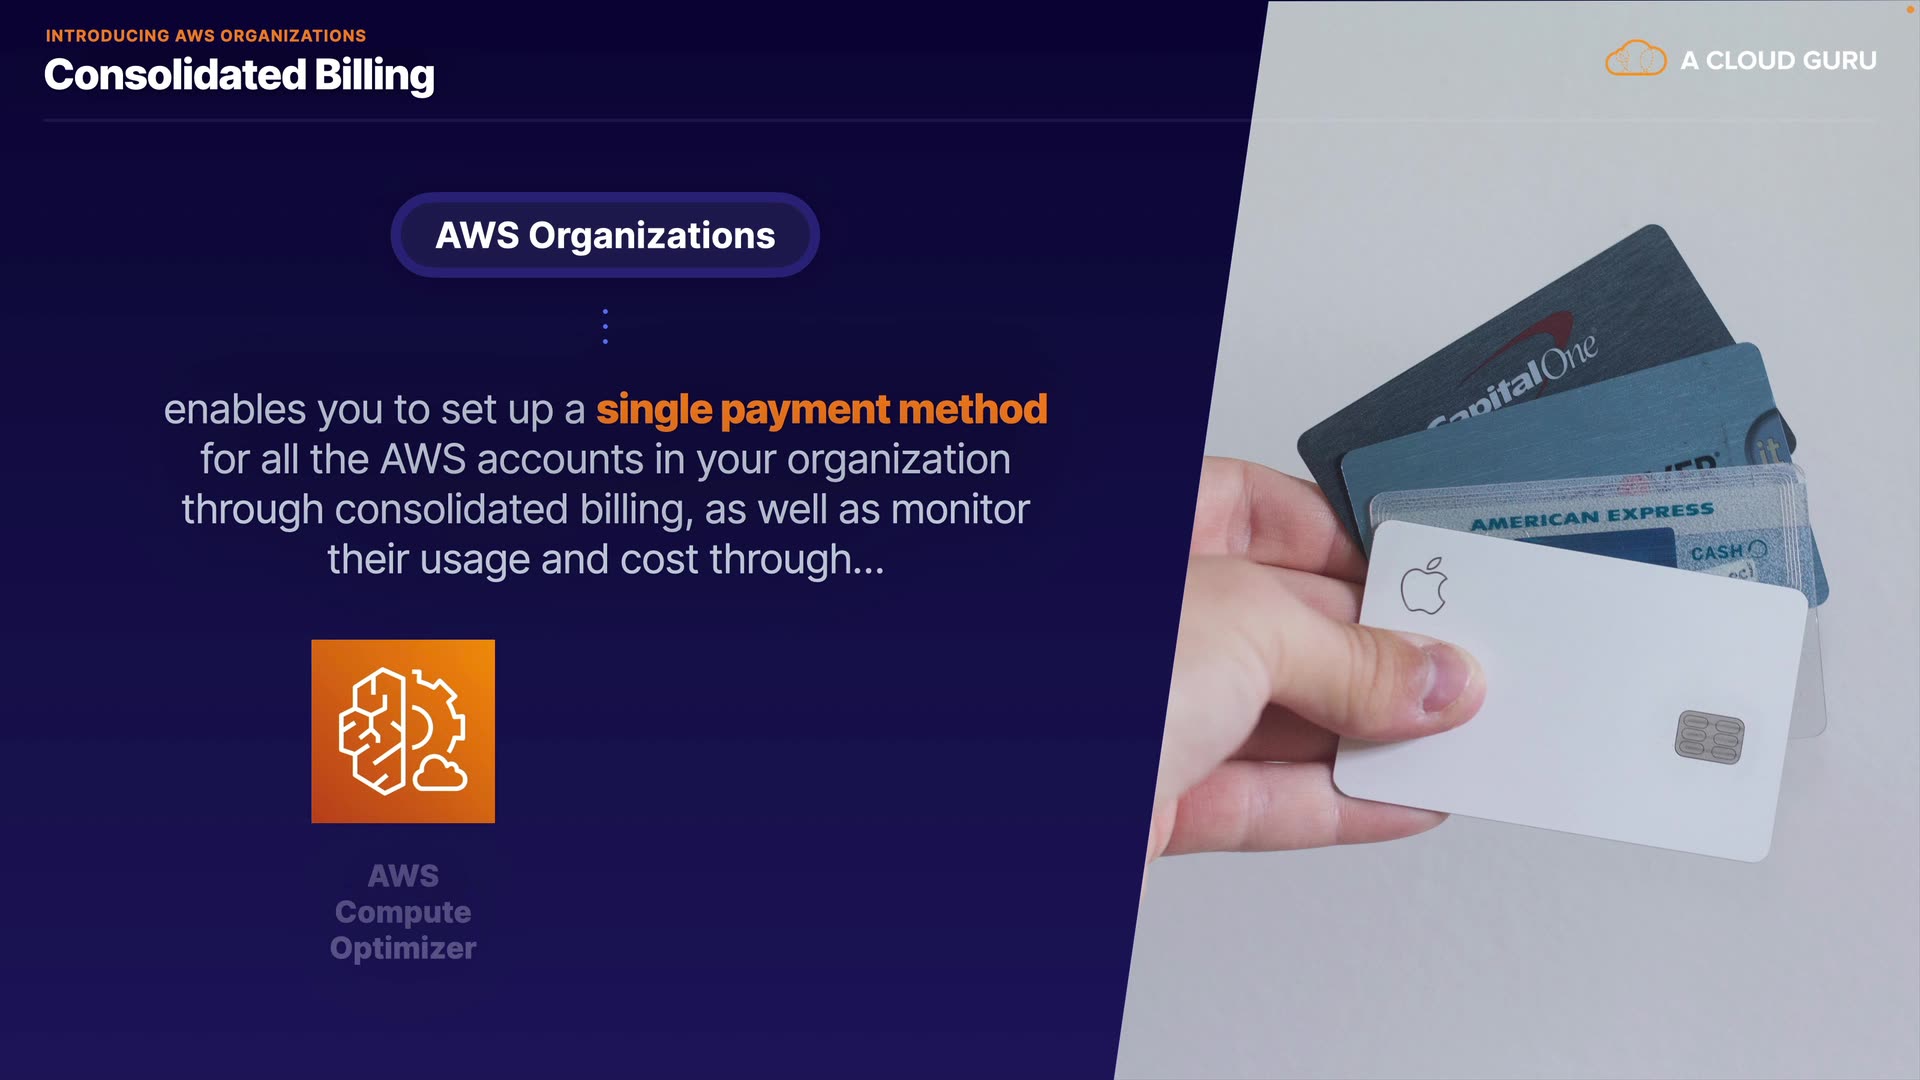 INTRODUCING AWS ORGANIZATIONS
Consolidated Billing
A CLOUD GURU
AWS Organizations
enables you to set up a single payment method
for all the AWS accounts in your organization
through consolidated billing, as well as monitor
their usage and cost through...
AWS
Compute
Optimizer
CapitalOne
it
AMERICAN EXPRESS
CASH